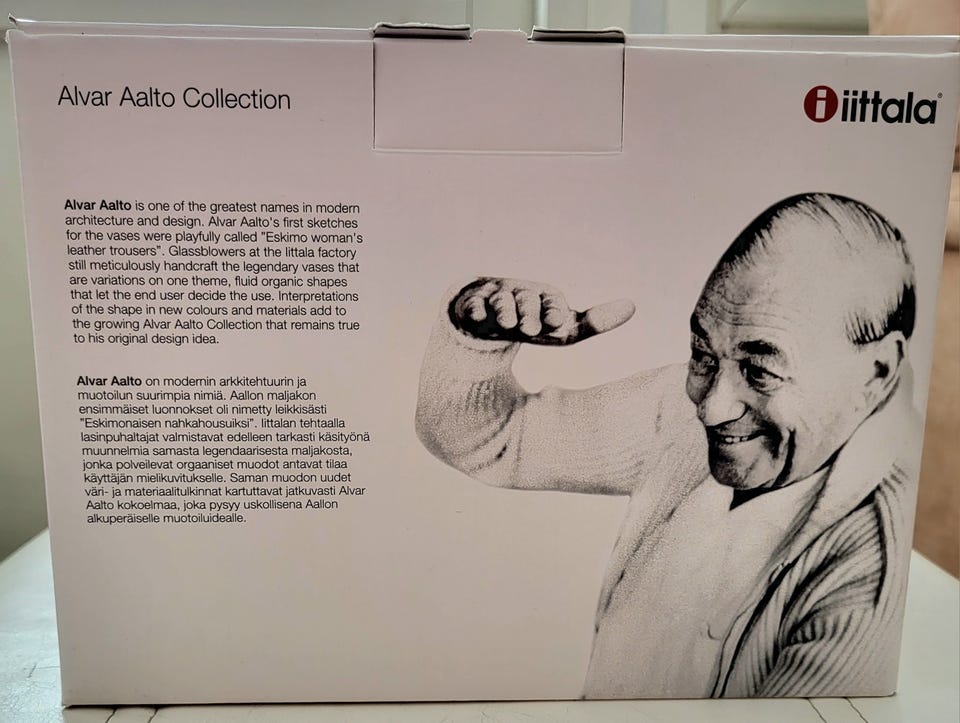 Alvar Aalto Collection
iittala®
Alvar Aalto is one of the greatest names in modern
architecture and design. Alvar Aalto's first sketches
for the vases were playfully called "Eskimo woman's
leather trousers". Glassblowers at the Iittala factory
still meticulously handcraft the legendary vases that
are variations on one theme, fluid organic shapes
that let the end user decide the use. Interpretations
of the shape in new colours and materials add to
the growing Alvar Aalto Collection that remains true
to his original design idea.
Alvar Aalto on modernin arkkitehtuurin ja
muotoilun suurimpia nimiä. Aallon maljakon
ensimmäiset luonnokset oli nimetty leikkisästi
"Eskimonaisen nahkahousuiksi". Iittalan tehtaalla
lasinpuhaltajat valmistavat edelleen tarkasti käsityönä
muunnelmia samasta legendaarisesta maljakosta,
jonka polveilevat orgaaniset muodot antavat tilaa
käyttäjän mielikuvitukselle. Saman muodon uudet
väri- ja materiaalitulkinnat kartuttavat jatkuvasti Alvar
Aalto kokoelmaa, joka pysyy uskollisena Aallon
alkuperäiselle muotoiluidealle.